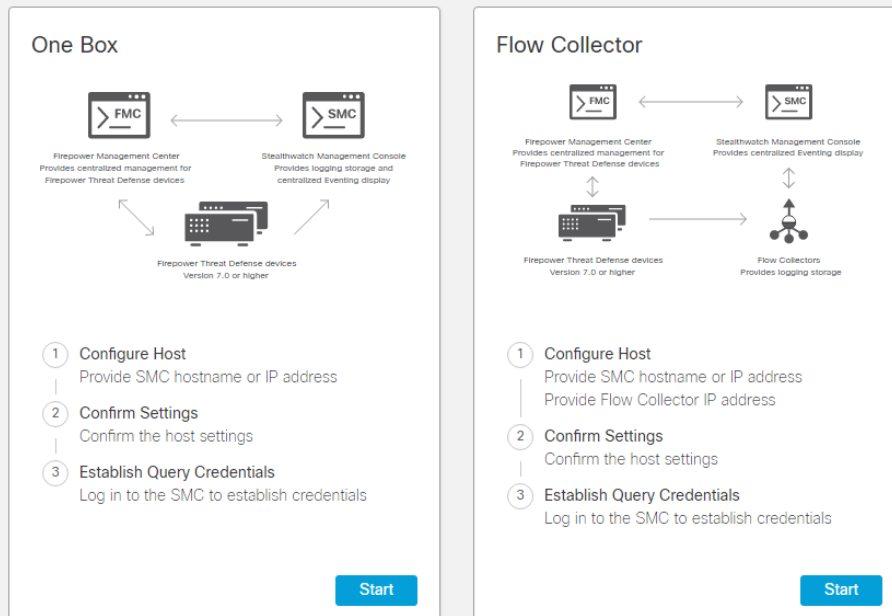 One Box
FMC
SMC
Firepower Management Center
Provides centralized management for
Firepower Threat Defense devices
Stealthwatch Management Console
Provides logging storage and
centralized Eventing display
Firepower Threat Defense devices
Version 7.0 or higher
1 Configure Host
Provide SMC hostname or IP address
2 Confirm Settings
Confirm the host settings
3 Establish Query Credentials
Log in to the SMC to establish credentials
Start
Flow Collector
FMC
SMC
Firepower Management Center
Provides centralized management for
Firepower Threat Defense devices
Stealthwatch Management Console
Provides centralized Eventing display
Firepower Threat Defense devices
Version 7.0 or higher
Flow Collectors
Provides logging storage
1 Configure Host
Provide SMC hostname or IP address
Provide Flow Collector IP address
2 Confirm Settings
Confirm the host settings
3 Establish Query Credentials
Log in to the SMC to establish credentials
Start